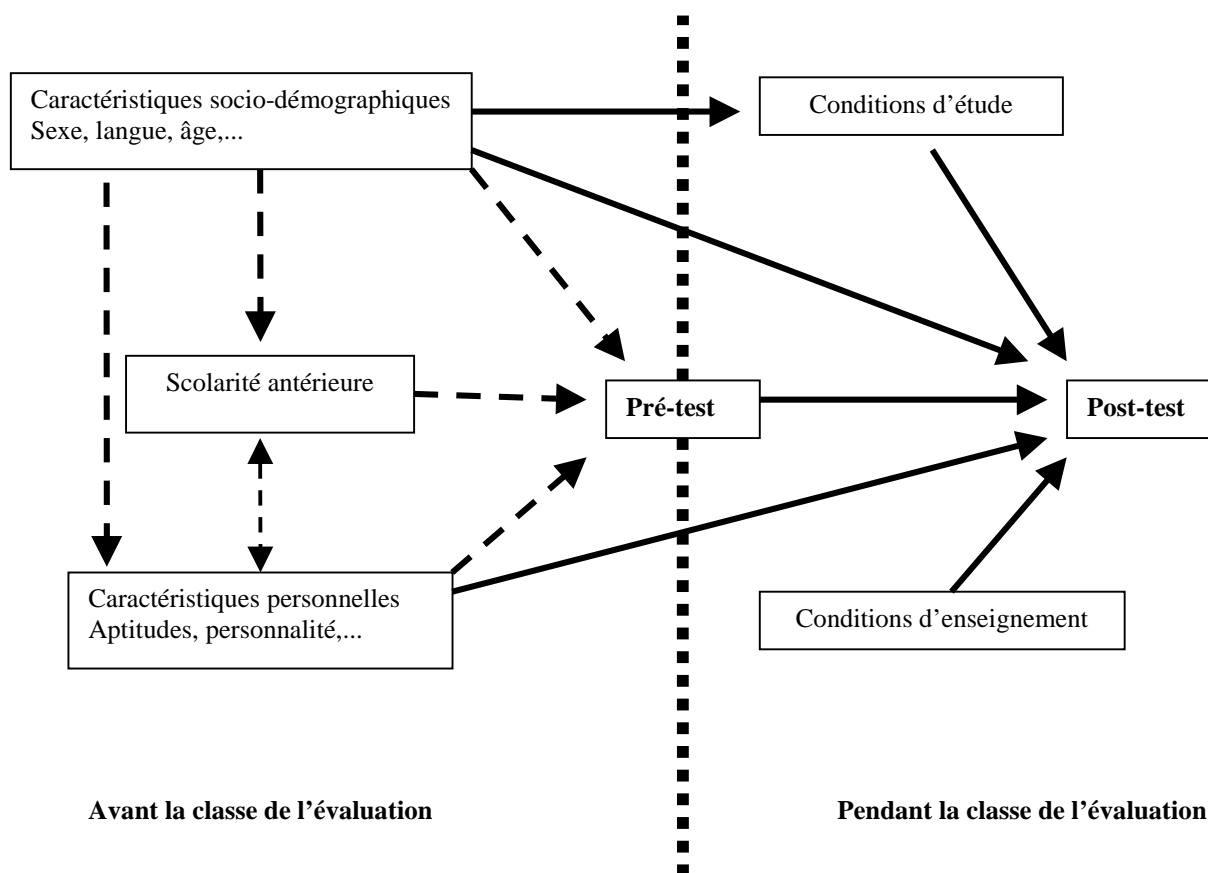 Caractéristiques socio-démographiques
Sexe, langue, âge,...
Conditions d'étude
Scolarité antérieure
Pré-test
Post-test
Caractéristiques personnelles
Aptitudes, personnalité,...
Conditions d'enseignement
Avant la classe de l'évaluation
Pendant la classe de l'évaluation